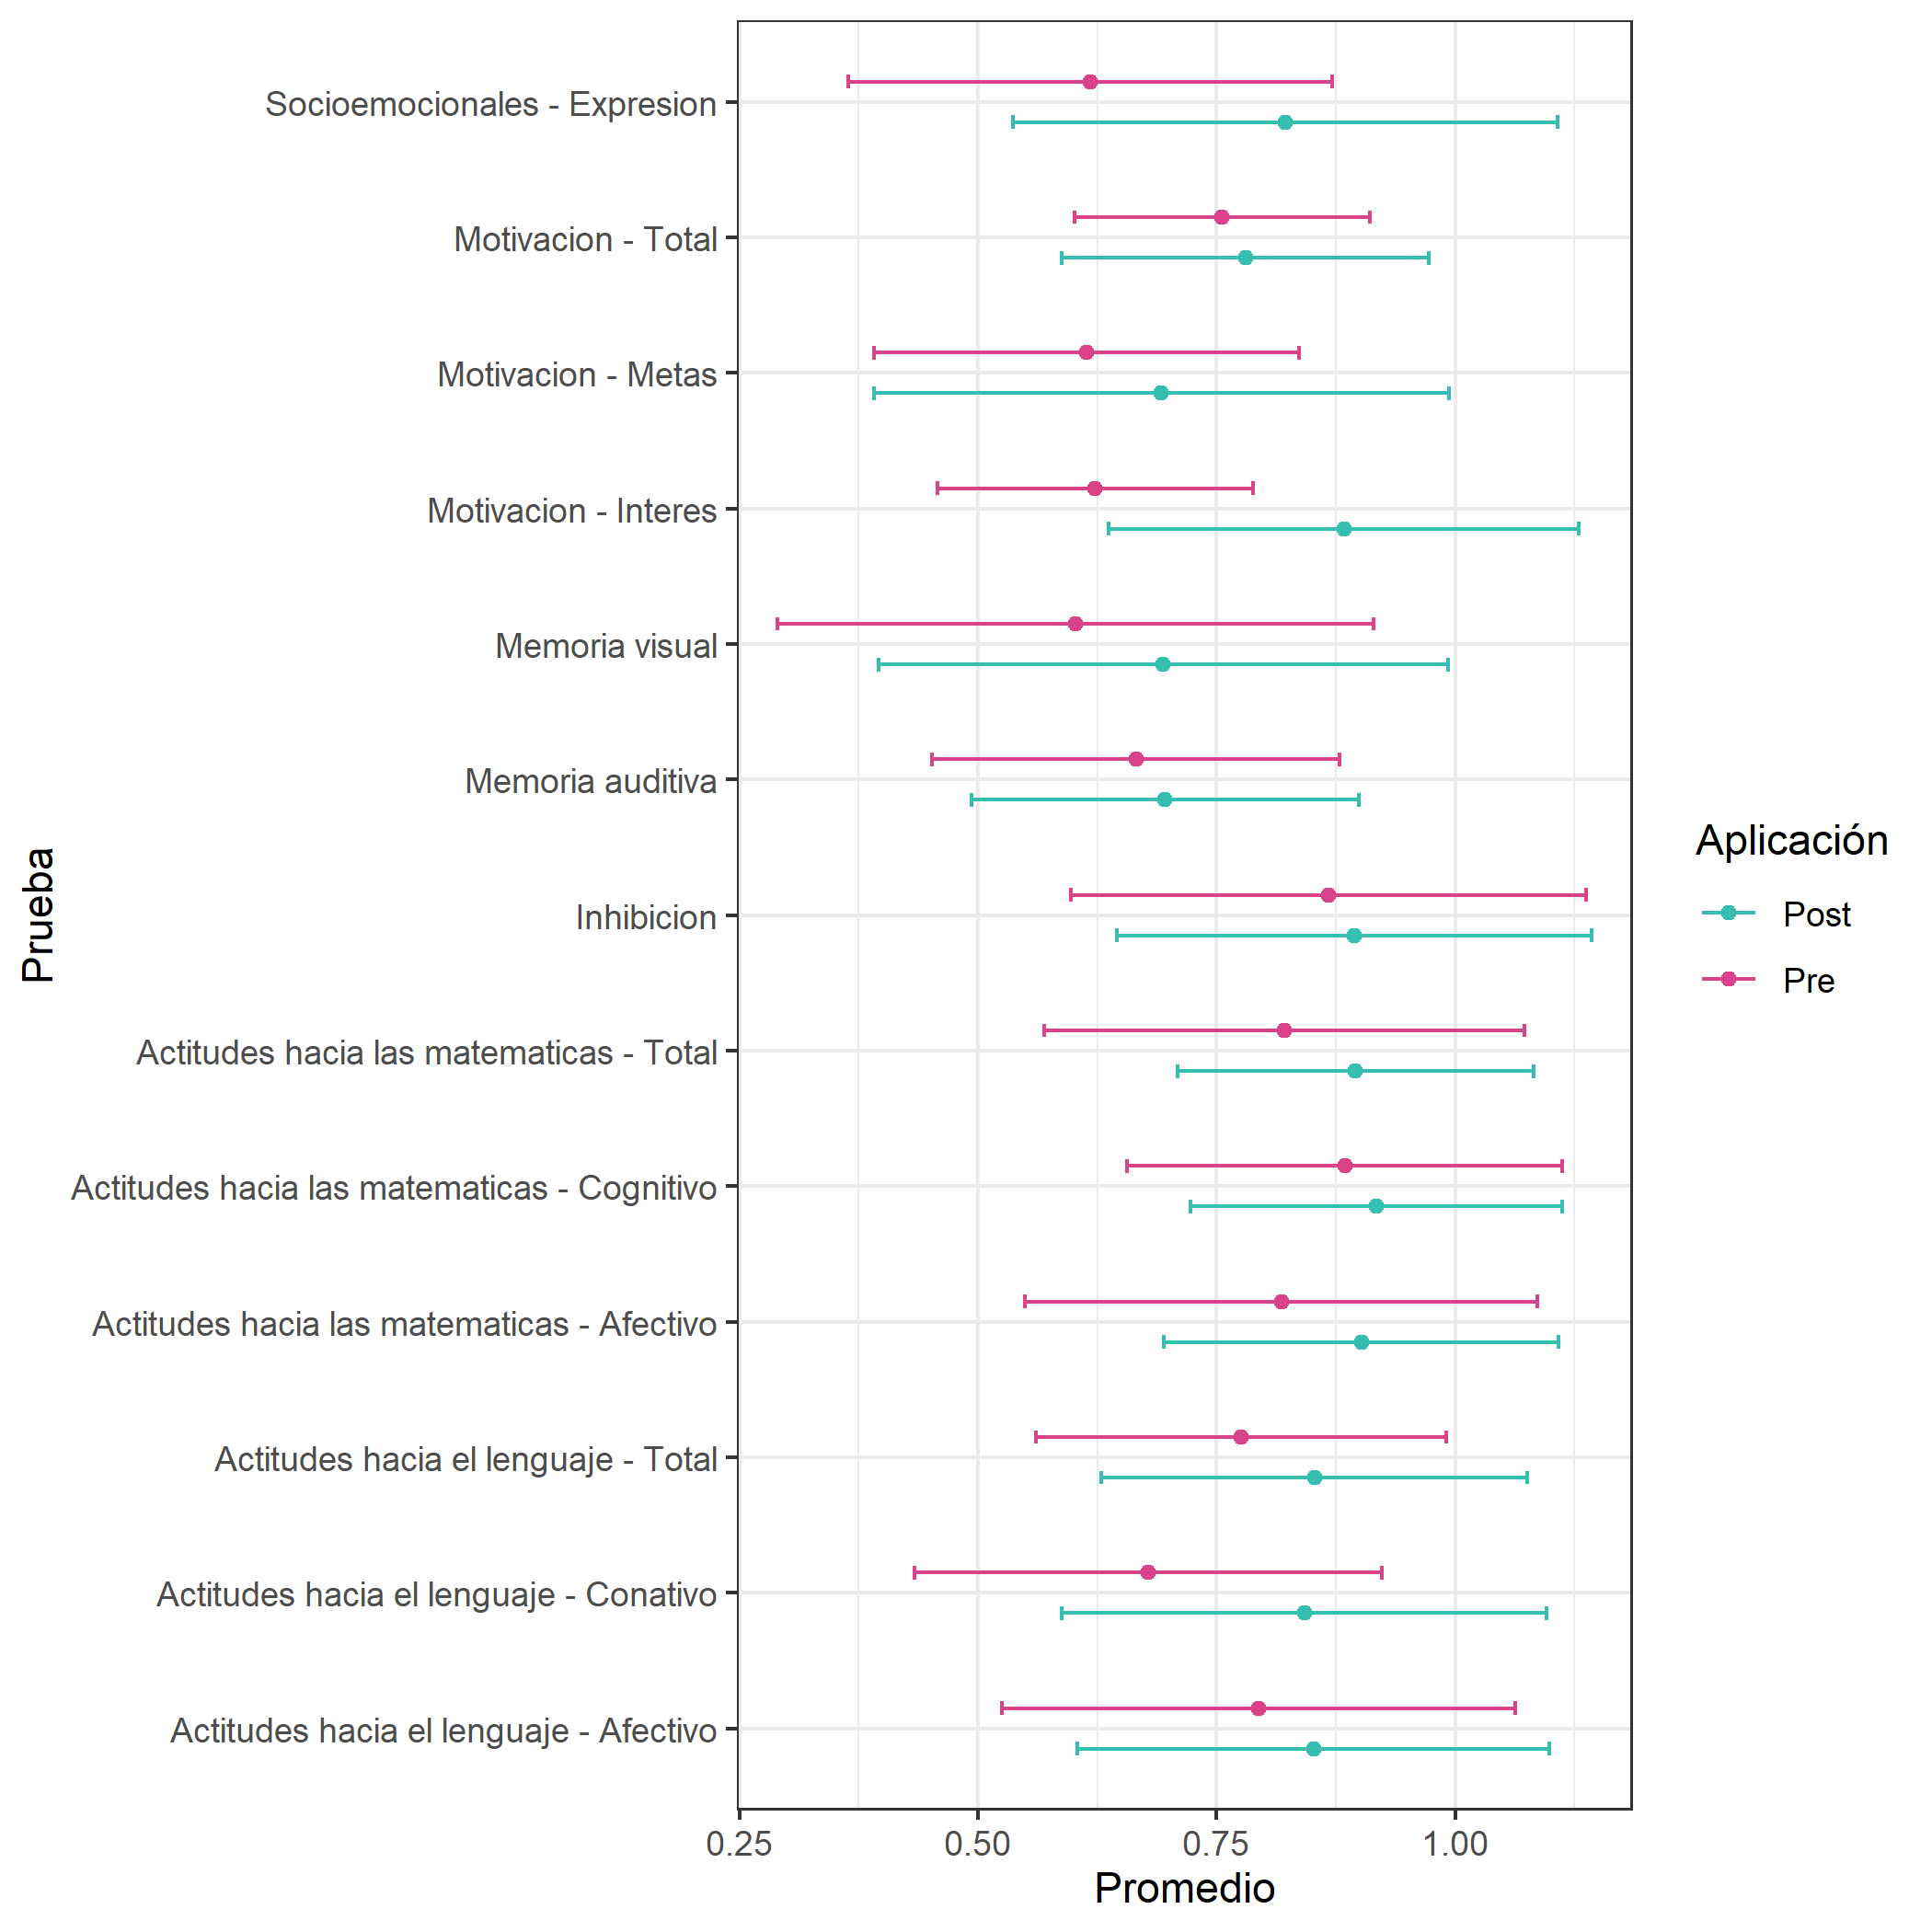 Socioemocionales - Expresion
Motivacion - Total
Motivacion - Metas
Motivacion - Interes
Memoria visual
Memoria auditiva
Inhibicion
Actitudes hacia las matematicas - Total
Actitudes hacia las matematicas - Cognitivo
Actitudes hacia las matematicas - Afectivo
Actitudes hacia el lenguaje - Total
Actitudes hacia el lenguaje - Conativo
Actitudes hacia el lenguaje - Afectivo
Prueba
0.25 0.50 0.75 1.00
Promedio
Aplicación
Post
Pre